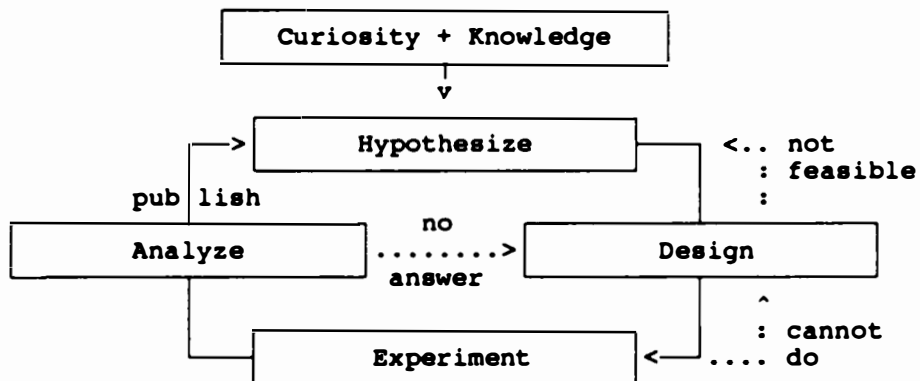 Curiosity + Knowledge
v
> Hypothesize <.. not
: feasible
pub lish :
no
Analyze ........> Design
answer
^
: cannot
Experiment < .... do